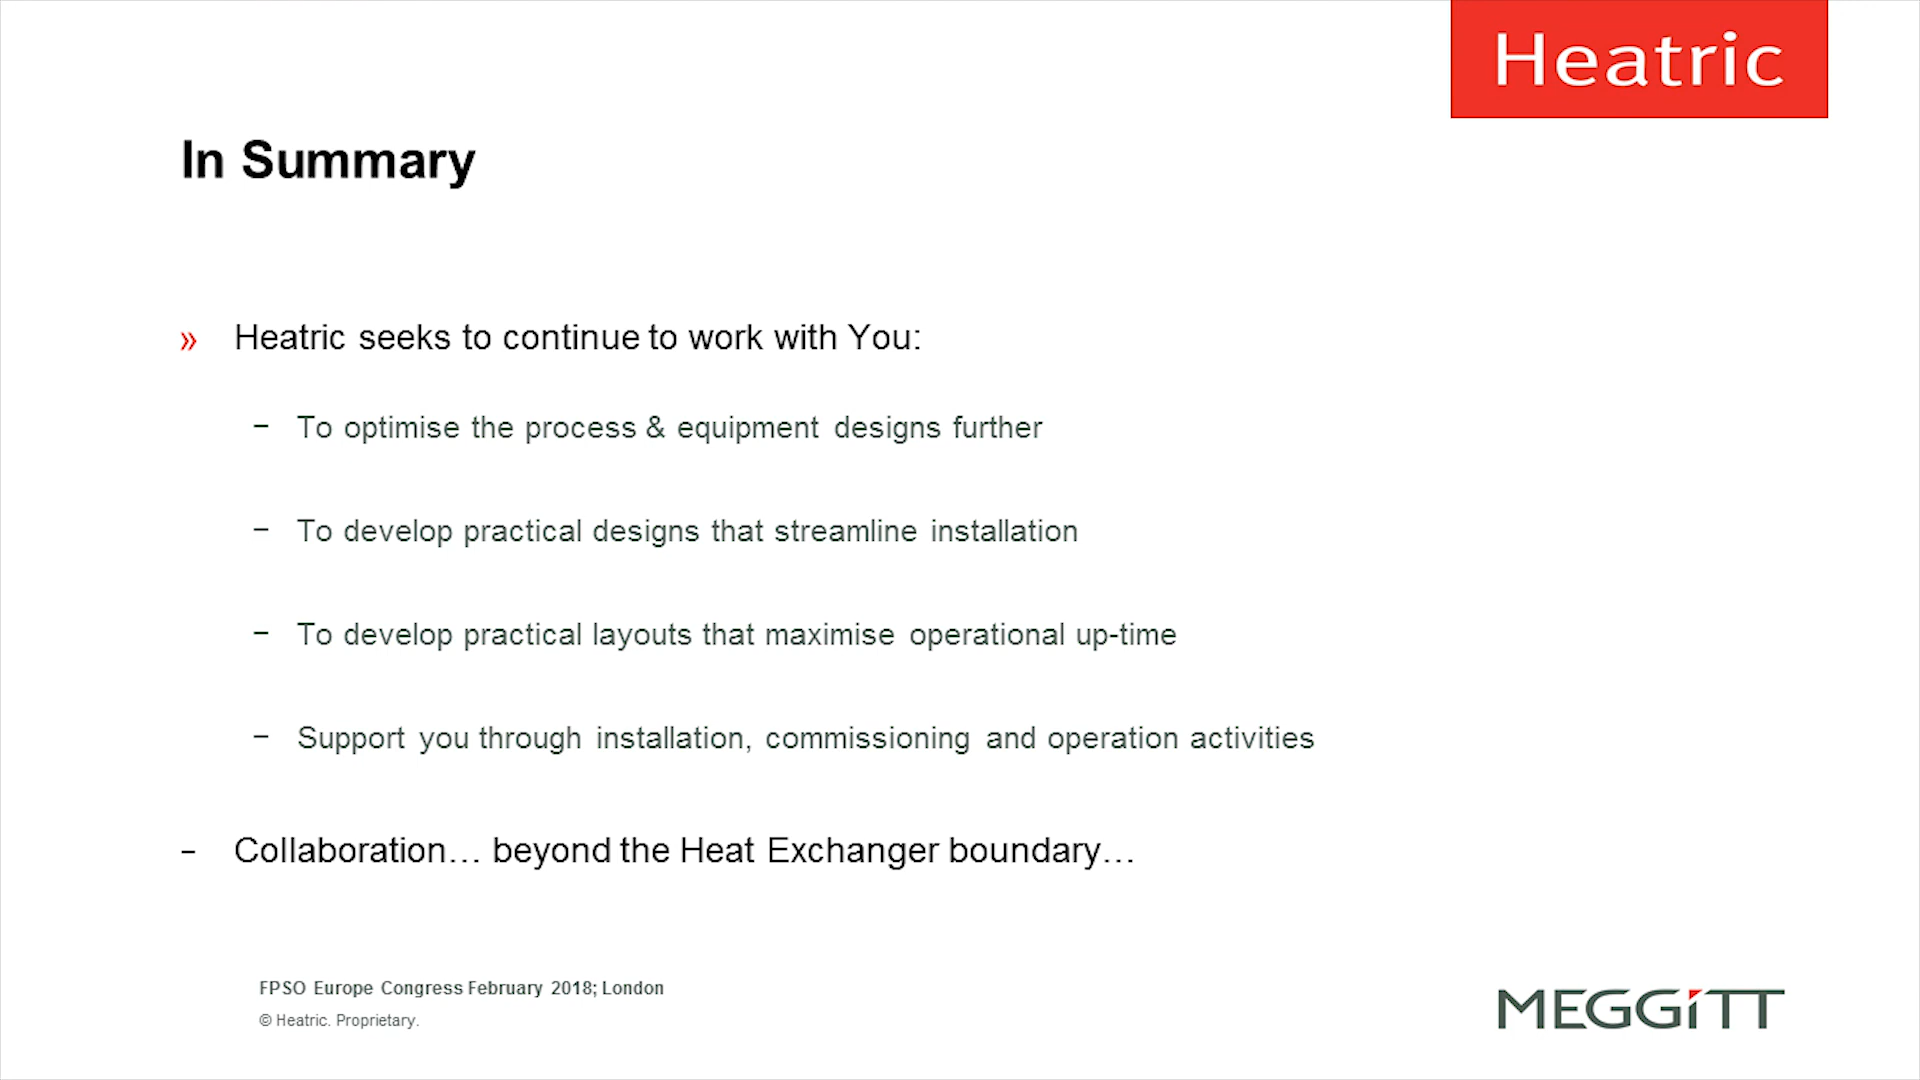 Heatric
In Summary
» Heatric seeks to continue to work with You:
− To optimise the process & equipment designs further
− To develop practical designs that streamline installation
− To develop practical layouts that maximise operational up-time
− Support you through installation, commissioning and operation activities
− Collaboration… beyond the Heat Exchanger boundary…
FPSO Europe Congress February 2018; London
© Heatric. Proprietary.
MEGGiTT